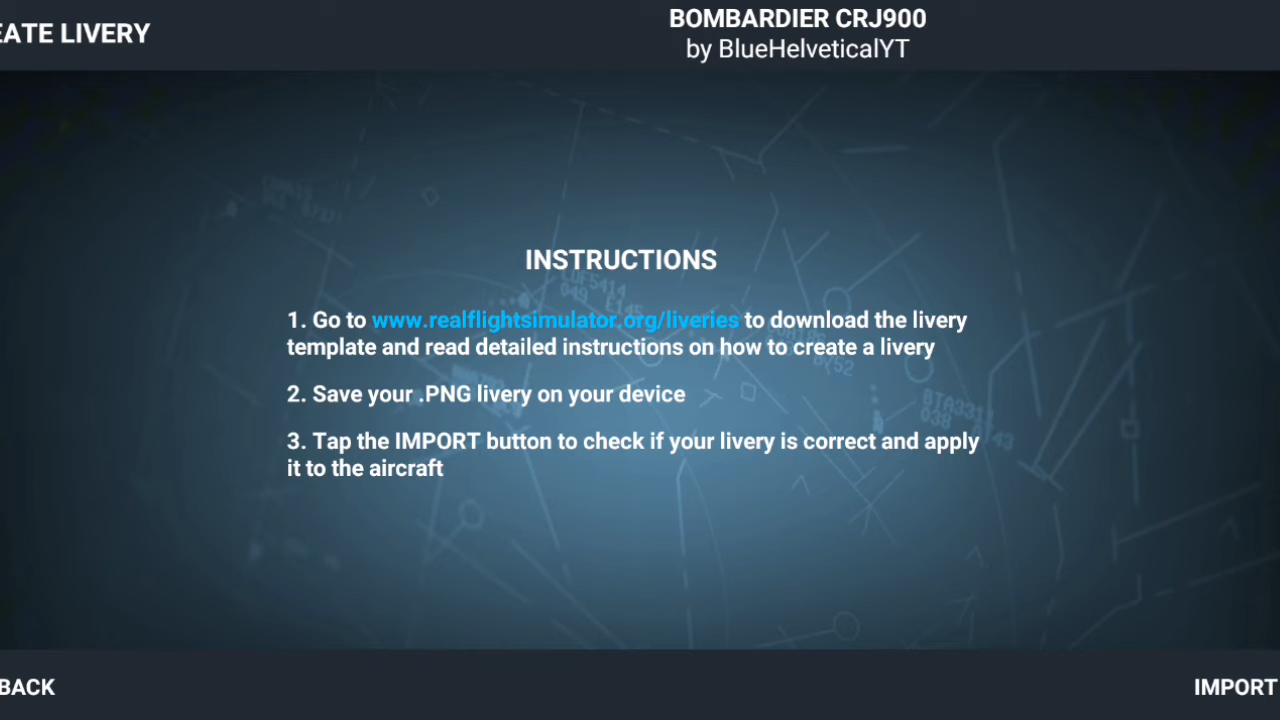 EATE LIVERY
BOMBARDIER CRJ900
by BlueHelveticalYT
INSTRUCTIONS
1. Go to www.realflightsimulator.org/liveries to download the livery
template and read detailed instructions on how to create a livery
2. Save your .PNG livery on your device
3. Tap the IMPORT button to check if your livery is correct and apply
it to the aircraft
BACK
IMPORT